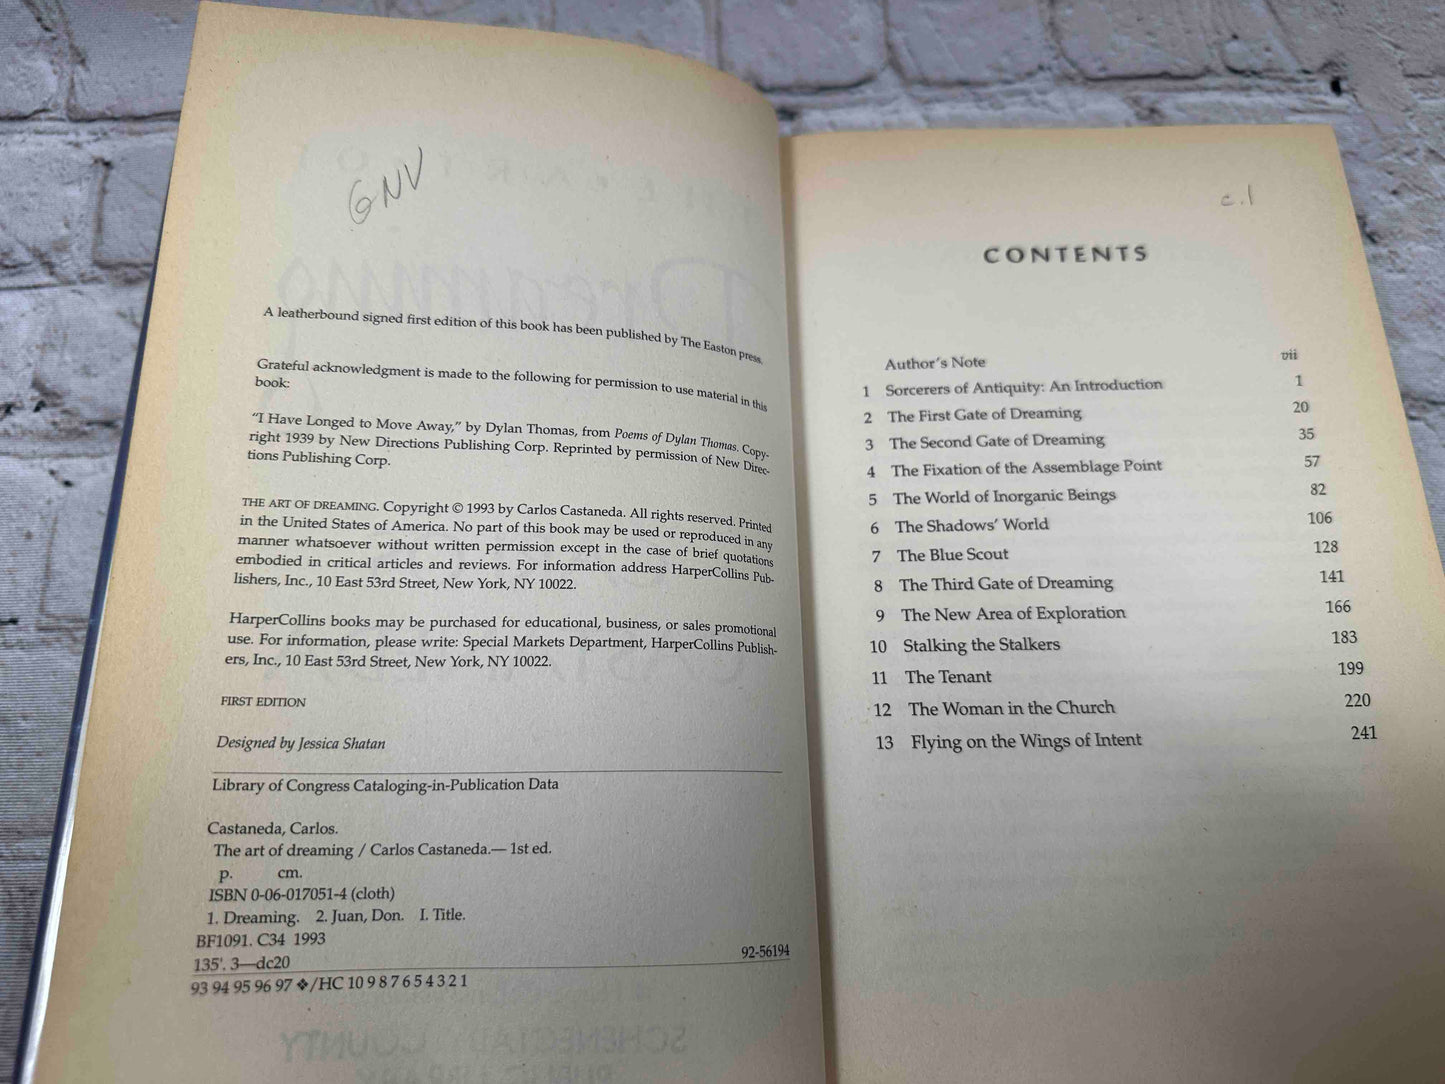 GNV
A leatherbound signed first edition of this book has been published by The Easton press.
Grateful acknowledgment is made to the following for permission to use material in this
book:
“I Have Longed to Move Away,” by Dylan Thomas, from Poems of Dylan Thomas. Copy-
right 1939 by New Directions Publishing Corp. Reprinted by permission of New Direc-
tions Publishing Corp.
THE ART OF DREAMING. Copyright © 1993 by Carlos Castaneda. All rights reserved. Printed
in the United States of America. No part of this book may be used or reproduced in any
manner whatsoever without written permission except in the case of brief quotations
embodied in critical articles and reviews. For information address HarperCollins Pub-
lishers, Inc., 10 East 53rd Street, New York, NY 10022.
HarperCollins books may be purchased for educational, business, or sales promotional
use. For information, please write: Special Markets Department, HarperCollins Publish-
ers, Inc., 10 East 53rd Street, New York, NY 10022.
FIRST EDITION
Designed by Jessica Shatan
Library of Congress Cataloging-in-Publication Data
Castaneda, Carlos.
The art of dreaming / Carlos Castaneda.— 1st ed.
p. cm.
ISBN 0-06-017051-4 (cloth)
1. Dreaming. 2. Juan, Don. I. Title.
BF1091. C34 1993
135'. 3—dc20 92-56194
93 94 95 96 97 ❖/HC 10 9 8 7 6 5 4 3 2 1
SCHENECTADY COUNTY
PUBLIC LIBRARY
c.1
CONTENTS
Author's Note vii
1 Sorcerers of Antiquity: An Introduction 1
2 The First Gate of Dreaming 20
3 The Second Gate of Dreaming 35
4 The Fixation of the Assemblage Point 57
5 The World of Inorganic Beings 82
6 The Shadows' World 106
7 The Blue Scout 128
8 The Third Gate of Dreaming 141
9 The New Area of Exploration 166
10 Stalking the Stalkers 183
11 The Tenant 199
12 The Woman in the Church 220
13 Flying on the Wings of Intent 241